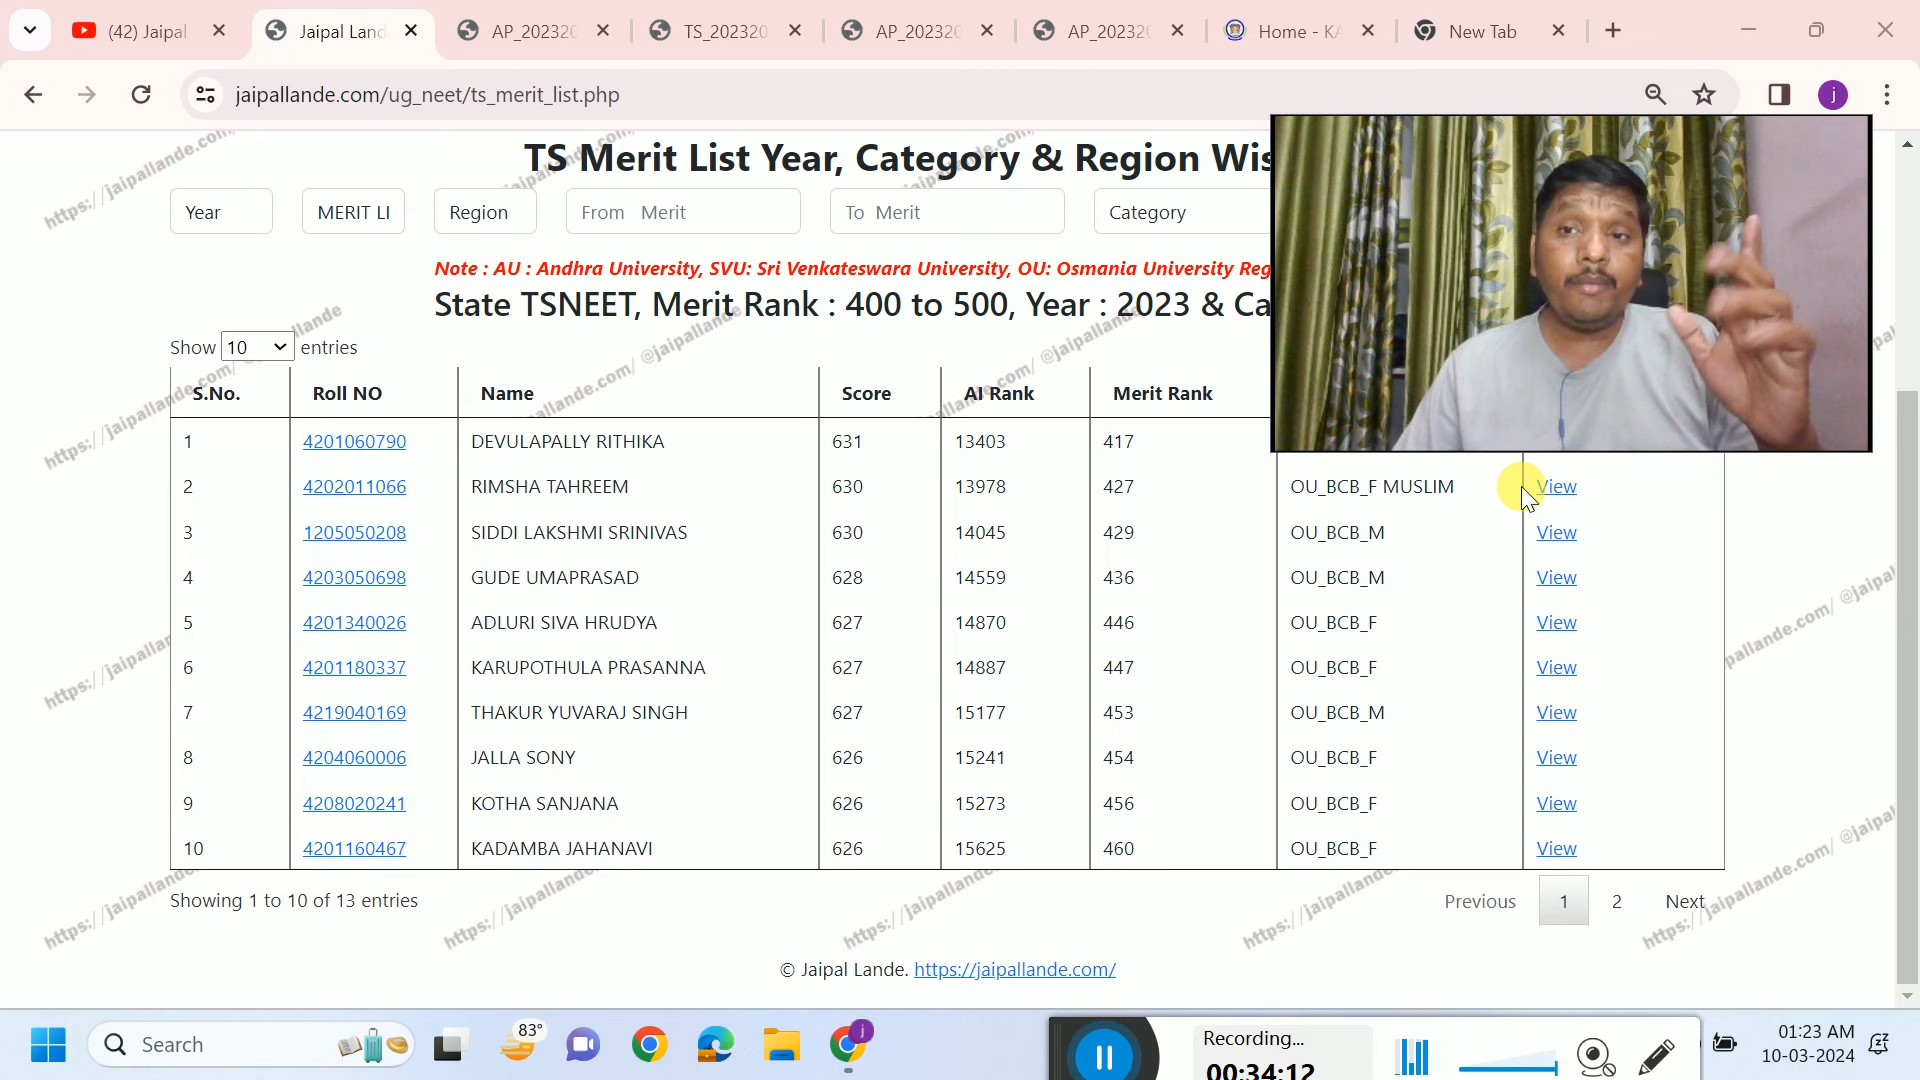 (42) Jaipal
Jaipal Land
AP_20232
TS_202320
AP_20232
AP_20232
Home - KA
New Tab
jaipallande.com/ug_neet/ts_merit_list.php
j
TS Merit List Year, Category & Region Wis
Year
MERIT LI
Region
From Merit
To Merit
Category
Note : AU : Andhra University, SVU: Sri Venkateswara University, OU: Osmania University Reg
State TSNEET, Merit Rank : 400 to 500, Year : 2023 & Ca
Show 10 entries
S.No. Roll NO Name Score AI Rank Merit Rank
1 4201060790 DEVULAPALLY RITHIKA 631 13403 417
2 4202011066 RIMSHA TAHREEM 630 13978 427 OU_BCB_F MUSLIM View
3 1205050208 SIDDI LAKSHMI SRINIVAS 630 14045 429 OU_BCB_M View
4 4203050698 GUDE UMAPRASAD 628 14559 436 OU_BCB_M View
5 4201340026 ADLURI SIVA HRUDYA 627 14870 446 OU_BCB_F View
6 4201180337 KARUPOTHULA PRASANNA 627 14887 447 OU_BCB_F View
7 4219040169 THAKUR YUVARAJ SINGH 627 15177 453 OU_BCB_M View
8 4204060006 JALLA SONY 626 15241 454 OU_BCB_F View
9 4208020241 KOTHA SANJANA 626 15273 456 OU_BCB_F View
10 4201160467 KADAMBA JAHANAVI 626 15625 460 OU_BCB_F View
Showing 1 to 10 of 13 entries
Previous 1 2 Next
© Jaipal Lande. https://jaipallande.com/
https://jaipallande.com/ @jaipallande
Search
83°
j
Recording...
00:34:12
01:23 AM
10-03-2024